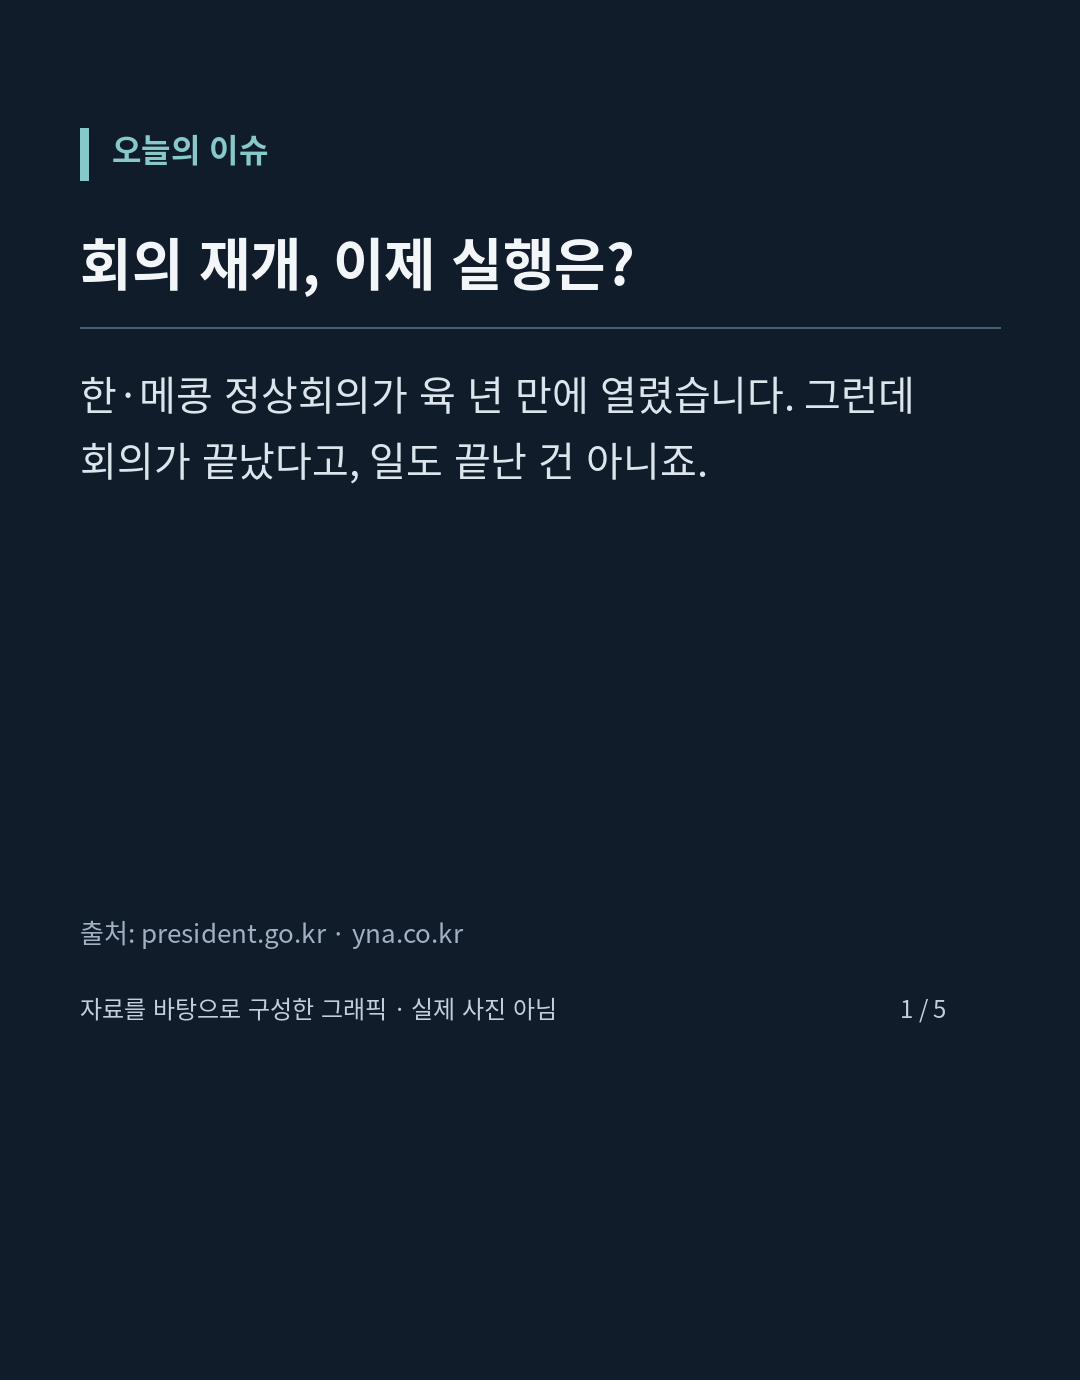 오늘의 이슈
회의 재개, 이제 실행은?
한·메콩 정상회의가 육 년 만에 열렸습니다. 그런데
회의가 끝났다고, 일도 끝난 건 아니죠.
출처: president.go.kr · yna.co.kr
자료를 바탕으로 구성한 그래픽 · 실제 사진 아님
1 / 5